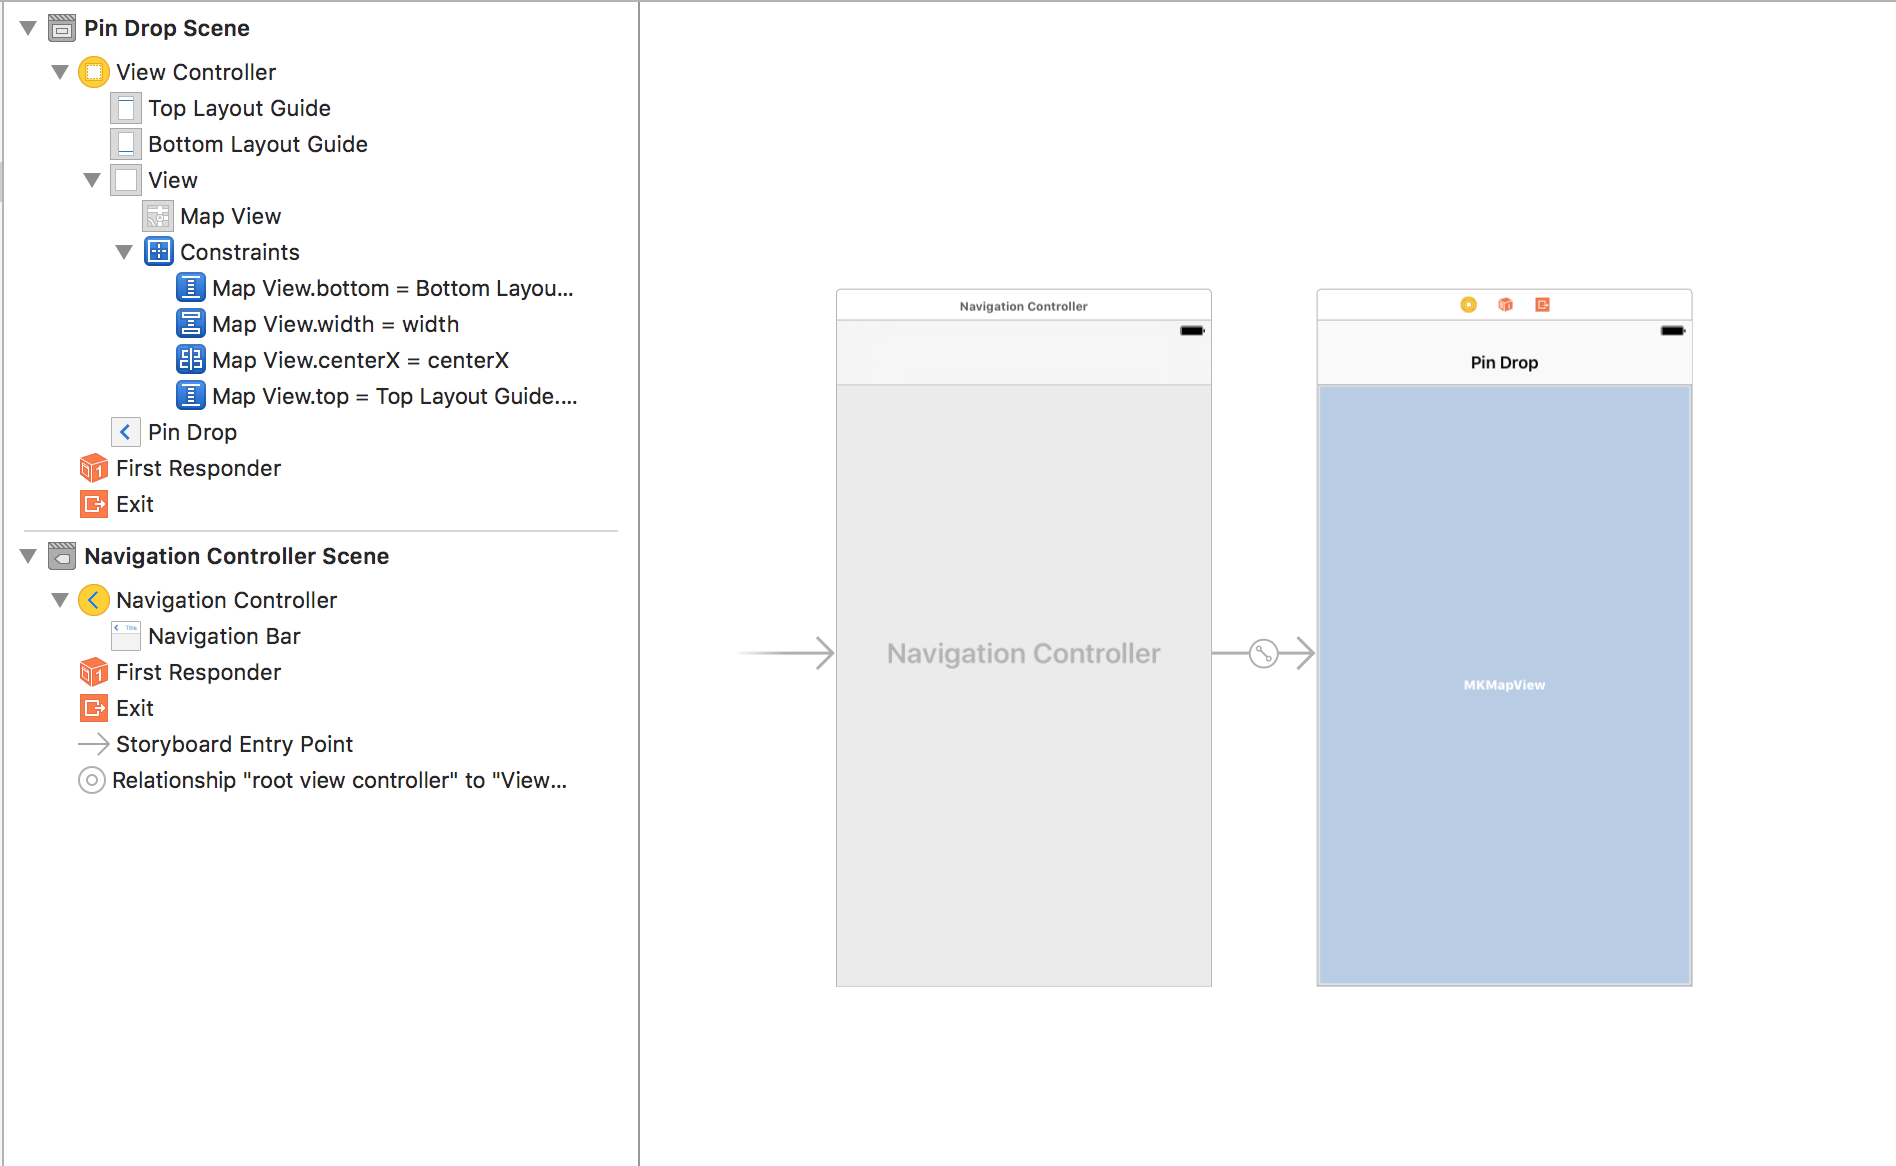 Pin Drop Scene
View Controller
Top Layout Guide
Bottom Layout Guide
View
Map View
Constraints
Map View.bottom = Bottom Layou...
Map View.width = width
Map View.centerX = centerX
Map View.top = Top Layout Guide....
Pin Drop
First Responder
Exit
Navigation Controller Scene
Navigation Controller
Title
Navigation Bar
First Responder
Exit
Storyboard Entry Point
Relationship "root view controller" to "View...
Navigation Controller
Navigation Controller
Pin Drop
MKMapView